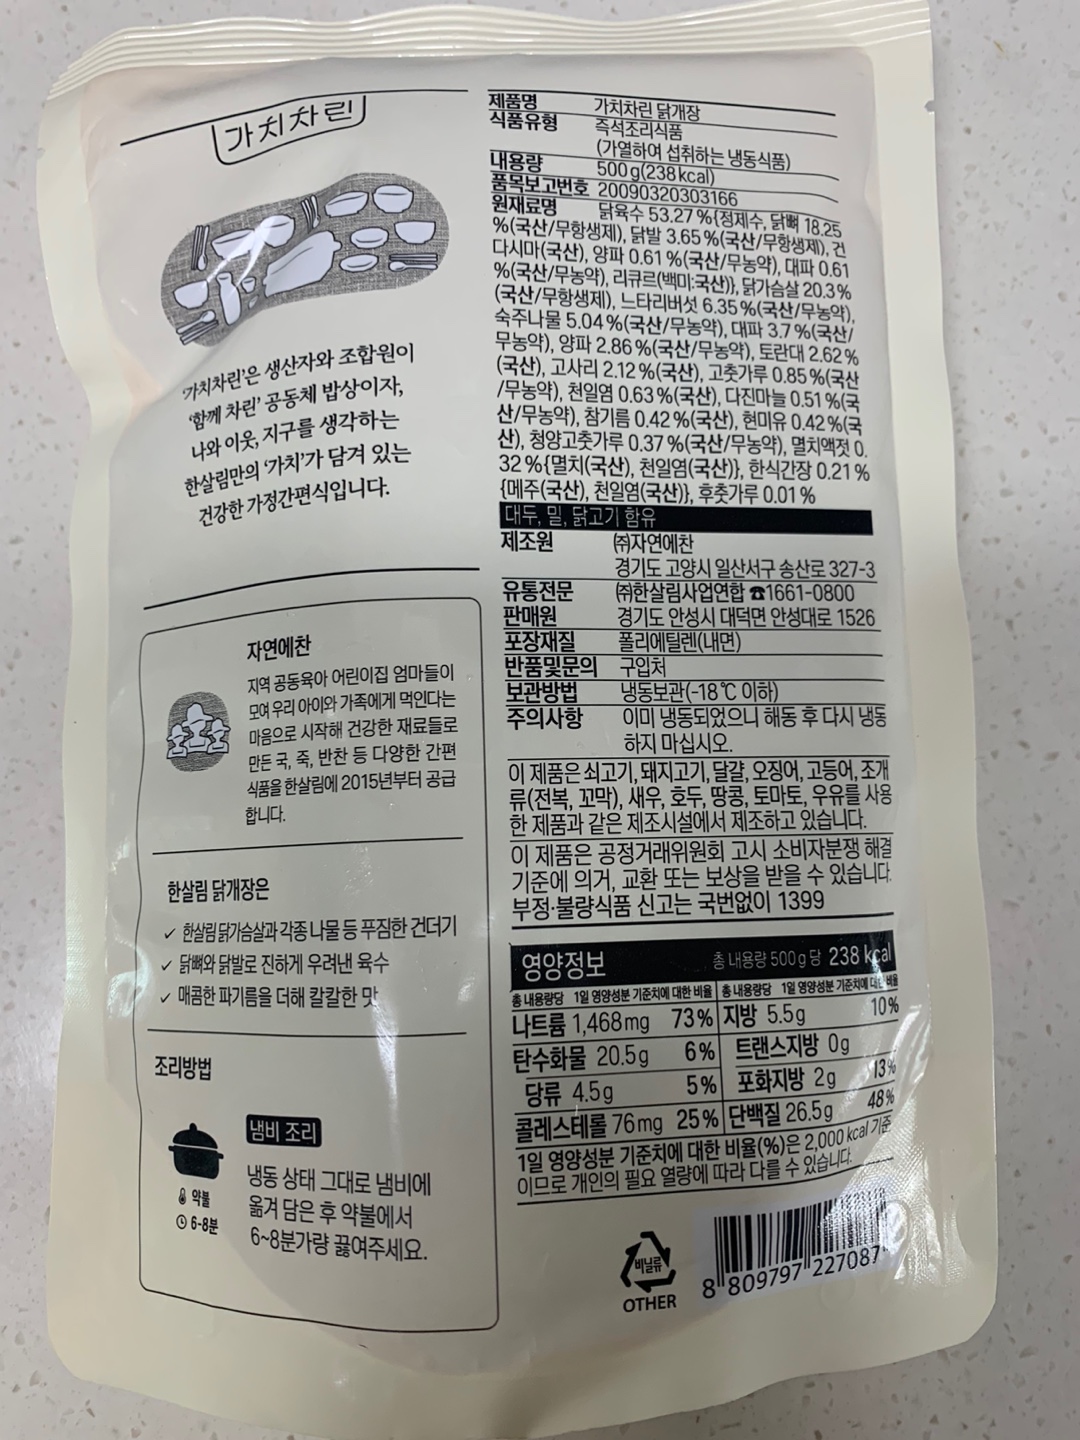 가치차린
'가치차린'은 생산자와 조합원이
'함께 차린' 공동체 밥상이자,
나와 이웃, 지구를 생각하는
한살림만의 '가치'가 담겨 있는
건강한 가정간편식입니다.
자연에찬
지역 공동육아 어린이집 엄마들이
모여 우리 아이와 가족에게 먹인다는
마음으로 시작해 건강한 재료들로
만든 국, 죽, 반찬 등 다양한 간편
식품을 한살림에 2015년부터 공급
합니다.
한살림 닭개장은
✓ 한살림 닭가슴살과 각종 나물 등 푸짐한 건더기
✓ 닭뼈와 닭발로 진하게 우려낸 육수
✓ 매콤한 파기름을 더해 칼칼한 맛
조리방법
냄비 조리
약불
6-8분
냉동 상태 그대로 냄비에
옮겨 담은 후 약불에서
6~8분가량 끓여주세요.
제품명 가치차린 닭개장
식품유형 즉석조리식품
(가열하여 섭취하는 냉동식품)
내용량 500g(238kcal)
품목보고번호 20090320303166
원재료명 닭육수 53.27%{정제수, 닭뼈 18.25
%(국산/무항생제), 닭발 3.65%(국산/무항생제), 건
다시마(국산), 양파 0.61%(국산/무농약), 대파 0.61
%(국산/무농약), 리큐르(백미:국산)}, 닭가슴살 20.3%
(국산/무항생제), 느타리버섯 6.35%(국산/무농약),
숙주나물 5.04%(국산/무농약), 대파 3.7%(국산/
무농약), 양파 2.86%(국산/무농약), 토란대 2.62%
(국산), 고사리 2.12%(국산), 고춧가루 0.85%(국산
/무농약), 천일염 0.63%(국산), 다진마늘 0.51%(국
산/무농약), 참기름 0.42%(국산), 현미유 0.42%(국
산), 청양고춧가루 0.37%(국산/무농약), 멸치액젓 0.
32%{멸치(국산), 천일염(국산)}, 한식간장 0.21%
{메주(국산), 천일염(국산)}, 후춧가루 0.01%
대두, 밀, 닭고기 함유
제조원 ㈜자연에찬
경기도 고양시 일산서구 송산로 327-3
유통전문 ㈜한살림사업연합 ☎1661-0800
판매원 경기도 안성시 대덕면 안성대로 1526
포장재질 폴리에틸렌(내면)
반품및문의 구입처
보관방법 냉동보관(-18℃ 이하)
주의사항 이미 냉동되었으니 해동 후 다시 냉동
하지 마십시오.
이 제품은 쇠고기, 돼지고기, 달걀, 오징어, 고등어, 조개
류(전복, 꼬막), 새우, 호두, 땅콩, 토마토, 우유를 사용
한 제품과 같은 제조시설에서 제조하고 있습니다.
이 제품은 공정거래위원회 고시 소비자분쟁 해결
기준에 의거, 교환 또는 보상을 받을 수 있습니다.
부정·불량식품 신고는 국번없이 1399
영양정보 총 내용량 500g당 238 kcal
총 내용량당 1일 영양성분 기준치에 대한 비율 총 내용량당 1일 영양성분 기준치에 대한 비율
나트륨 1,468mg 73% 지방 5.5g 10%
탄수화물 20.5g 6% 트랜스지방 0g
당류 4.5g 5% 포화지방 2g 13%
콜레스테롤 76mg 25% 단백질 26.5g 48%
1일 영양성분 기준치에 대한 비율(%)은 2,000 kcal 기준
이므로 개인의 필요 열량에 따라 다를 수 있습니다.
비닐류
OTHER
8 809797 227087